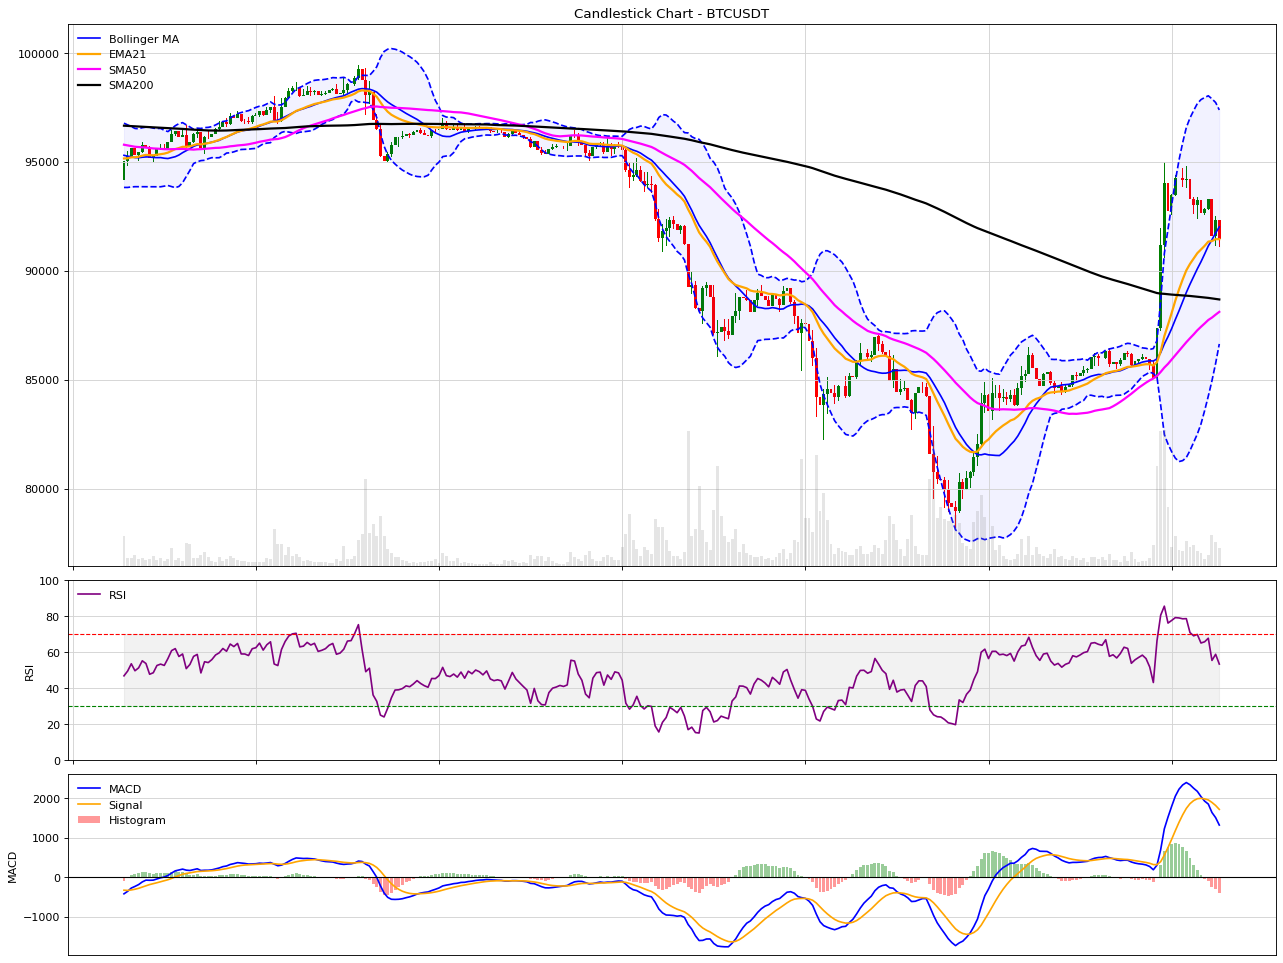 Candlestick Chart - BTCUSDT
Bollinger MA
EMA21
SMA50
SMA200
100000
95000
90000
85000
80000
RSI
100
80
60
40
20
0
RSI
MACD
Signal
Histogram
2000
1000
0
−1000
MACD